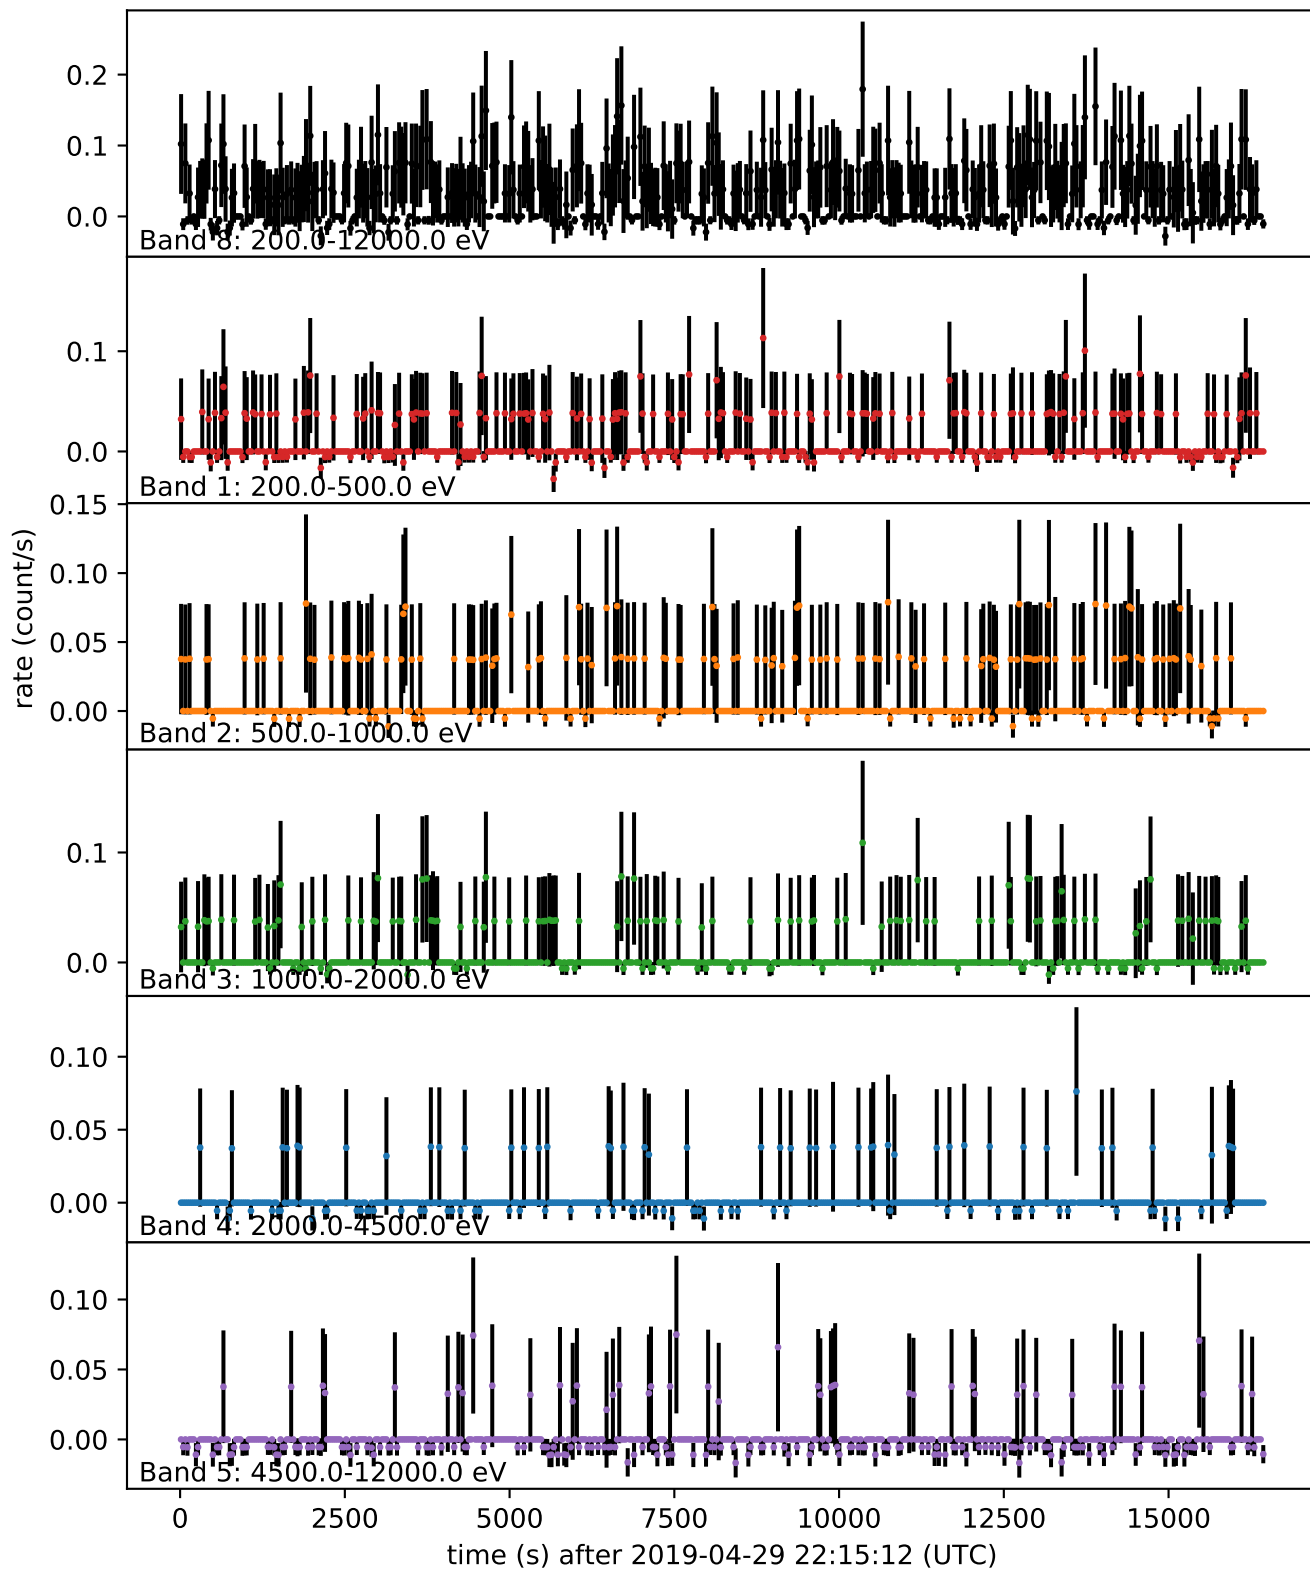 0.2
0.1
0.0
Band 8: 200.0-12000.0 eV
0.1
0.0
Band 1: 200.0-500.0 eV
rate (count/s)
0.15
0.10
0.05
0.00
Band 2: 500.0-1000.0 eV
0.1
0.0
Band 3: 1000.0-2000.0 eV
0.10
0.05
0.00
Band 4: 2000.0-4500.0 eV
0.10
0.05
0.00
Band 5: 4500.0-12000.0 eV
0 2500 5000 7500 10000 12500 15000
time (s) after 2019-04-29 22:15:12 (UTC)